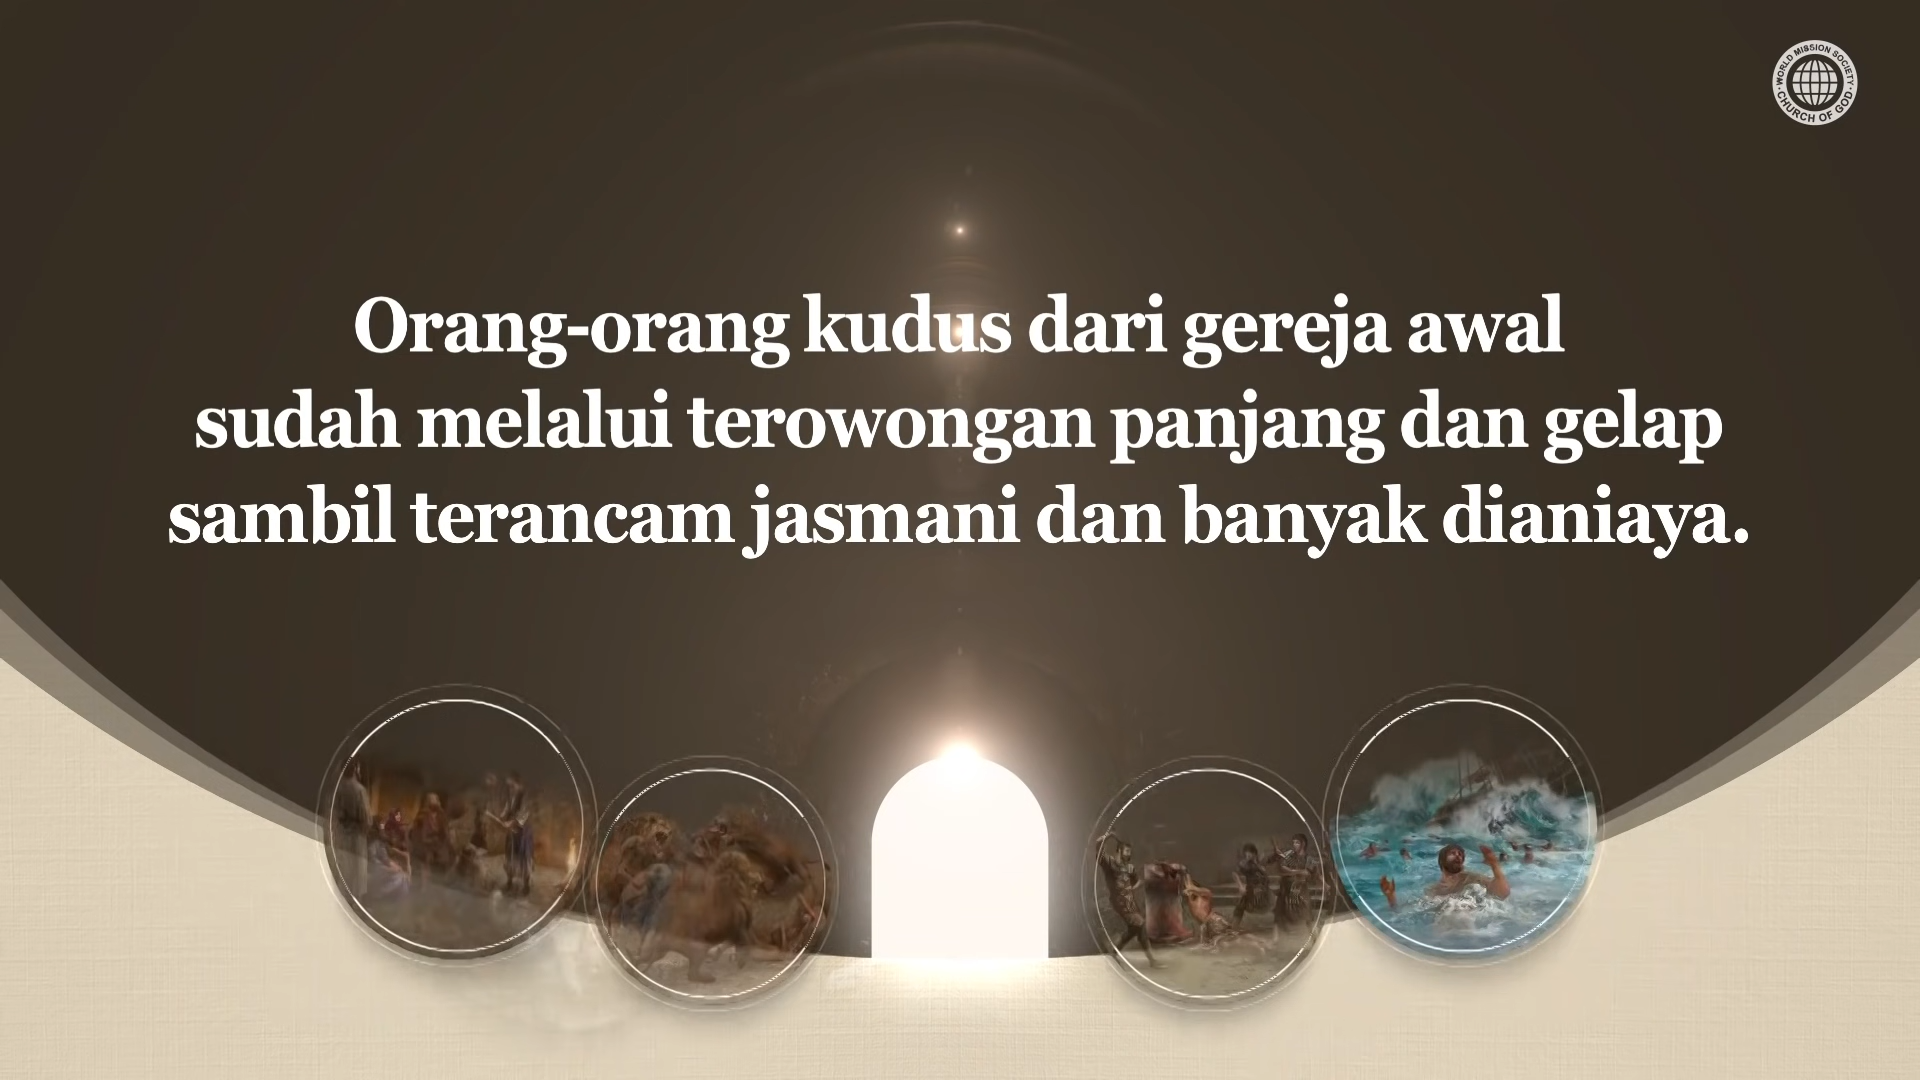 WORLD MISSION SOCIETY
CHURCH OF GOD
Orang-orang kudus dari gereja awal
sudah melalui terowongan panjang dan gelap
sambil terancam jasmani dan banyak dianiaya.